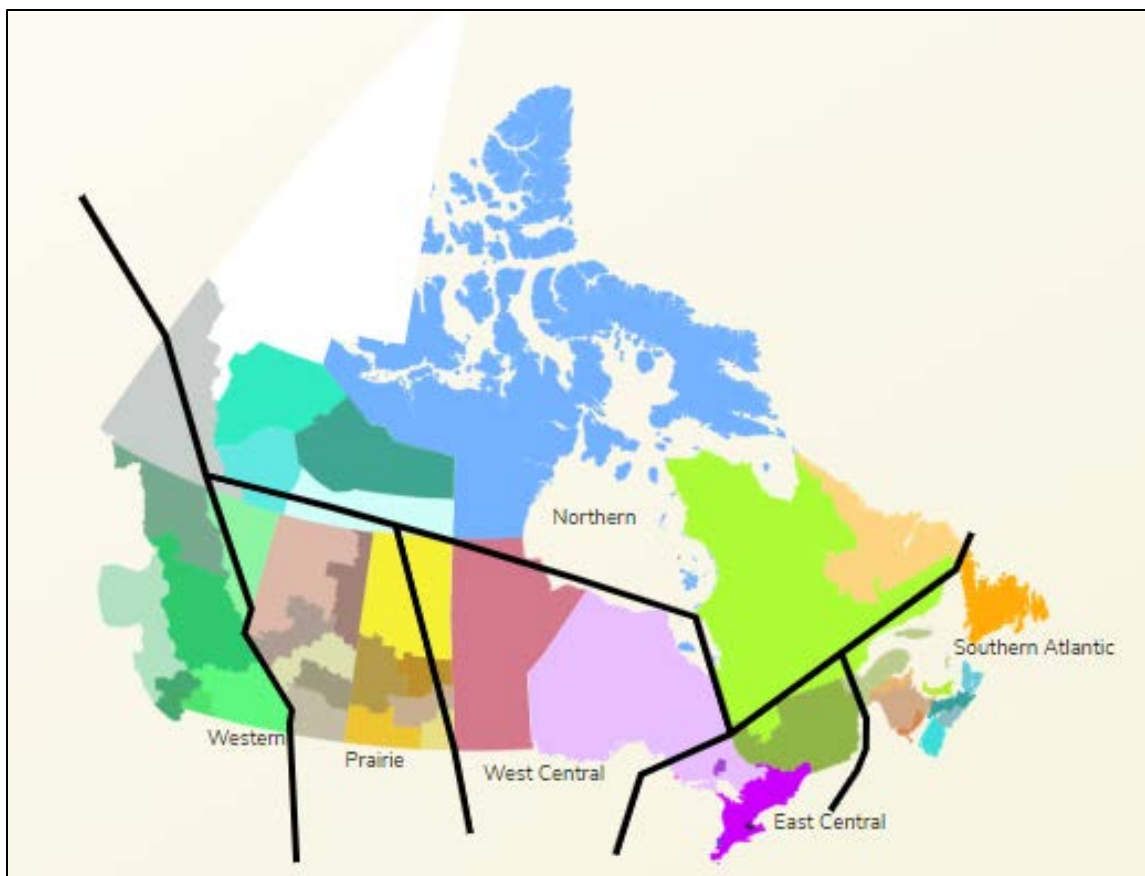 Northern
Southern Atlantic
Western
Prairie
West Central
East Central